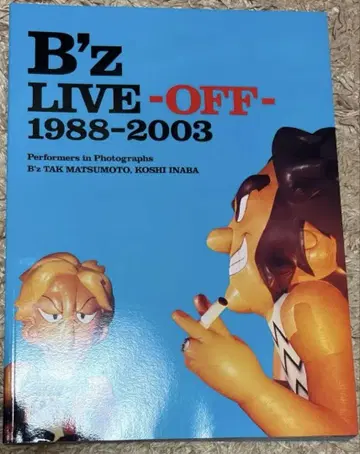 B'z
LIVE -OFF-
1988-2003
Performers in Photographs
B'z TAK MATSUMOTO, KOSHI INABA